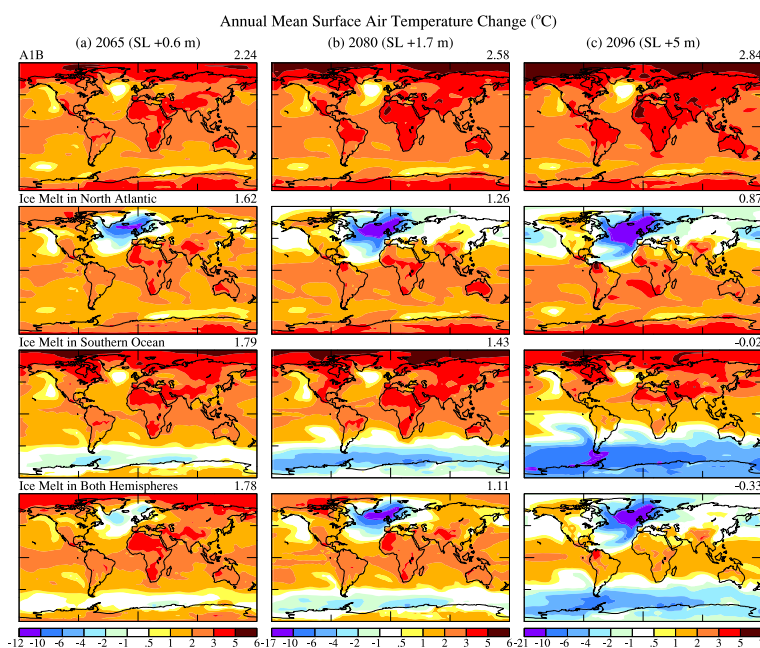 Annual Mean Surface Air Temperature Change (°C)
(a) 2065 (SL +0.6 m) (b) 2080 (SL +1.7 m) (c) 2096 (SL +5 m)
A1B 2.24 2.58 2.84
Ice Melt in North Atlantic 1.62 1.26 0.87
Ice Melt in Southern Ocean 1.79 1.43 -0.02
Ice Melt in Both Hemispheres 1.78 1.11 -0.33
-12 -10 -6 -4 -2 -1 .5 1 2 3 5 6 -17 -10 -6 -4 -2 -1 .5 1 2 3 5 6 -21 -10 -6 -4 -2 -1 .5 1 2 3 5